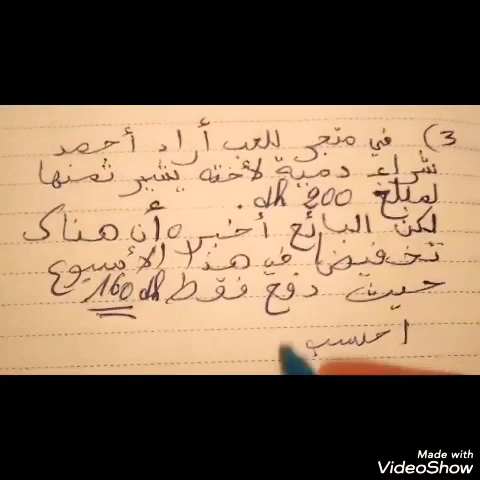 3) في متجر للعب أراد أحمد
شراء دمية لأخته يشير ثمنها
لمبلغ 200 dh.
لكن البائع أخبره أن هناك
تخفيضا في هذا الأسبوع
حيث دفع فقط 160 dh
احسب
Made with
VideoShow